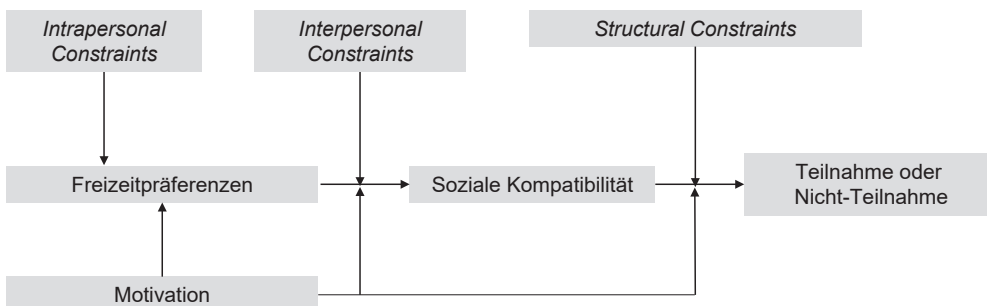 Intrapersonal
Constraints
Interpersonal
Constraints
Structural Constraints
Freizeitpräferenzen
Soziale Kompatibilität
Teilnahme oder
Nicht-Teilnahme
Motivation